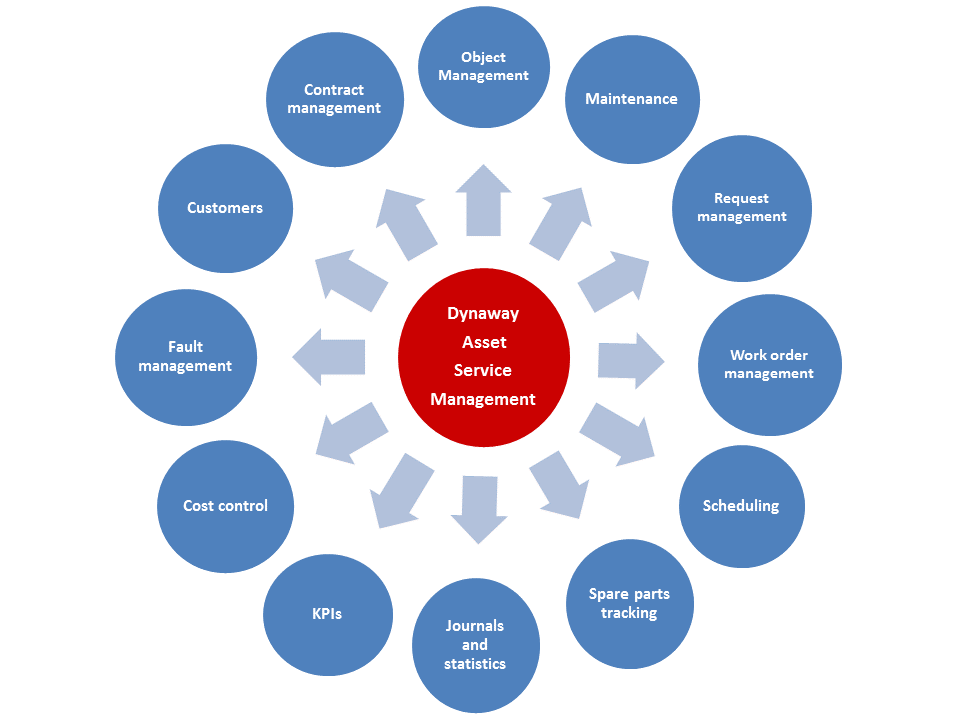 Object
Management
Maintenance
Request
management
Work order
management
Scheduling
Spare parts
tracking
Journals
and
statistics
KPIs
Cost control
Fault
management
Customers
Contract
management
Dynaway
Asset
Service
Management